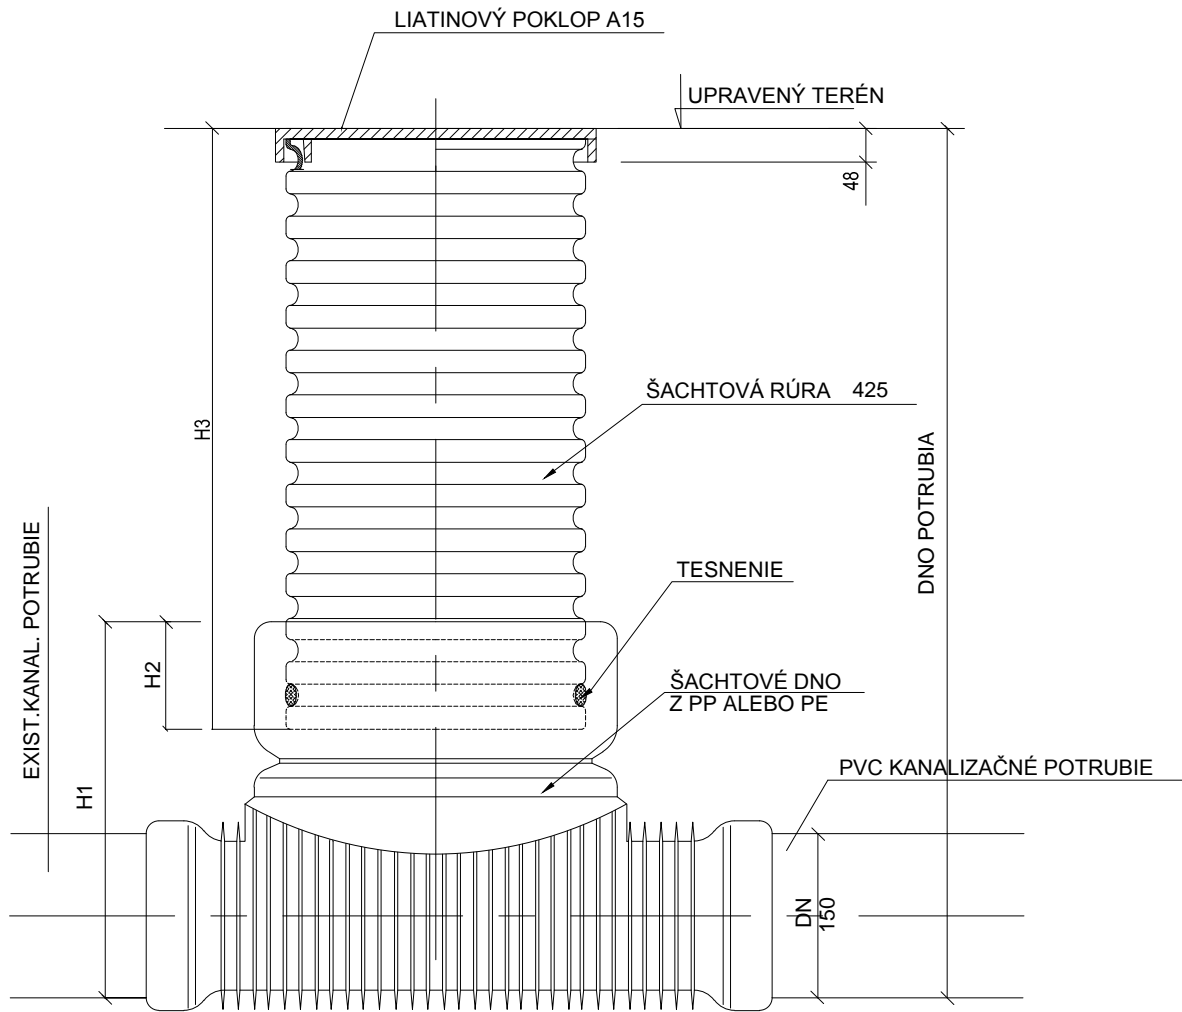 LIATINOVÝ POKLOP A15
UPRAVENÝ TERÉN
48
ŠACHTOVÁ RÚRA 425
H3
DNO POTRUBIA
EXIST.KANAL. POTRUBIE
TESNENIE
H2
ŠACHTOVÉ DNO
Z PP ALEBO PE
PVC KANALIZAČNÉ POTRUBIE
H1
DN
150